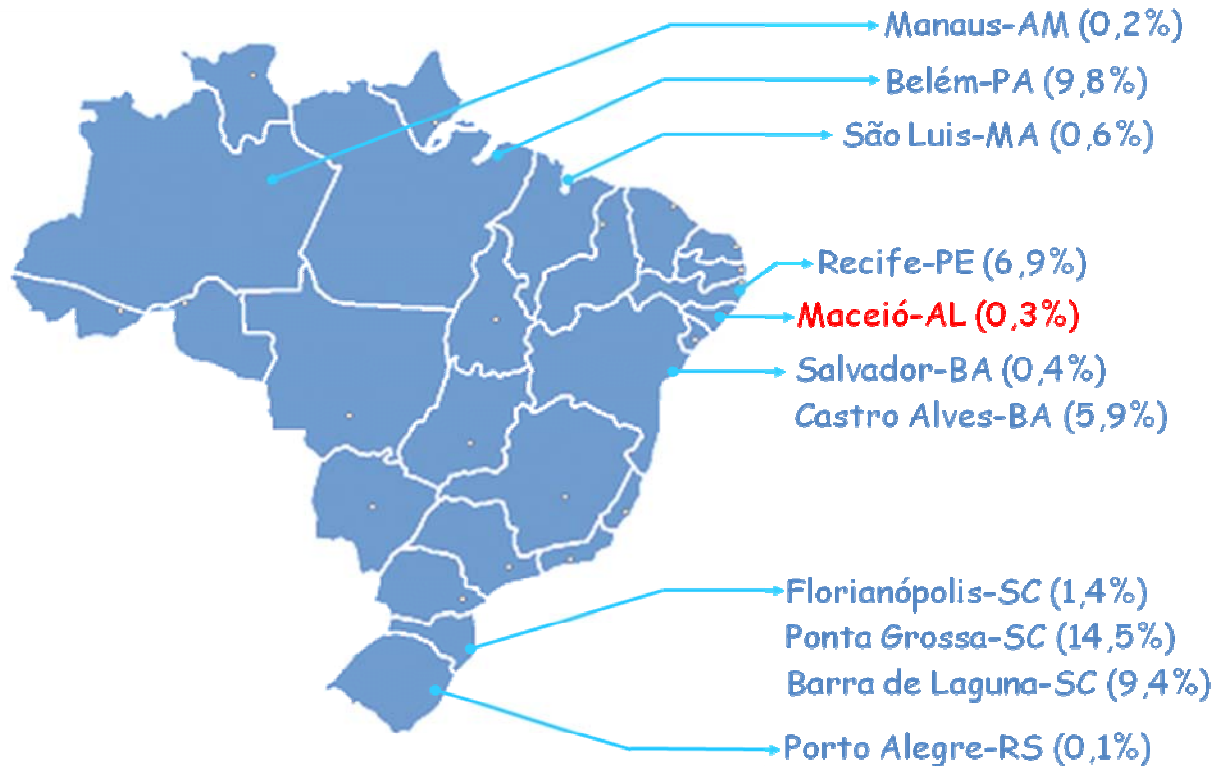 Manaus-AM (0,2%)
Belém-PA (9,8%)
São Luis-MA (0,6%)
Recife-PE (6,9%)
Maceió-AL (0,3%)
Salvador-BA (0,4%)
Castro Alves-BA (5,9%)
Florianópolis-SC (1,4%)
Ponta Grossa-SC (14,5%)
Barra de Laguna-SC (9,4%)
Porto Alegre-RS (0,1%)